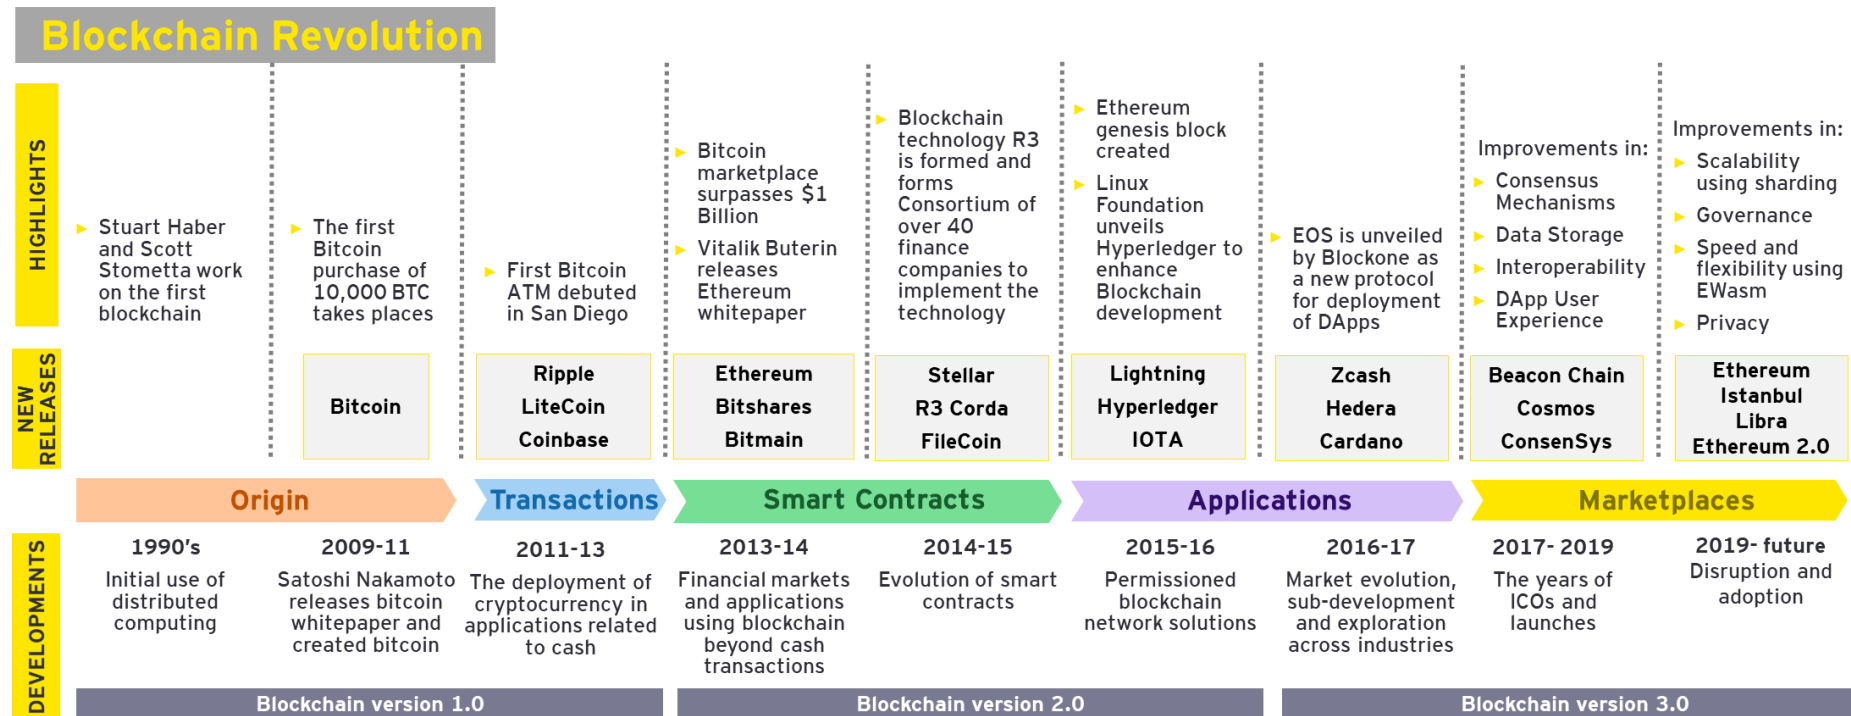 Blockchain Revolution
HIGHLIGHTS
Stuart Haber
and Scott
Stometta work
on the first
blockchain
The first
Bitcoin
purchase of
10,000 BTC
takes places
First Bitcoin
ATM debuted
in San Diego
Bitcoin
marketplace
surpasses $1
Billion
Vitalik Buterin
releases
Ethereum
whitepaper
Blockchain
technology R3
is formed and
forms
Consortium of
over 40
finance
companies to
implement the
technology
Ethereum
genesis block
created
Linux
Foundation
unveils
Hyperledger to
enhance
Blockchain
development
EOS is unveiled
by Blockone as
a new protocol
for deployment
of DApps
Improvements in:
Consensus
Mechanisms
Data Storage
Interoperability
DApp User
Experience
Improvements in:
Scalability
using sharding
Governance
Speed and
flexibility using
EWasm
Privacy
NEW
RELEASES
Bitcoin
Ripple
LiteCoin
Coinbase
Ethereum
Bitshares
Bitmain
Stellar
R3 Corda
FileCoin
Lightning
Hyperledger
IOTA
Zcash
Hedera
Cardano
Beacon Chain
Cosmos
ConsenSys
Ethereum
Istanbul
Libra
Ethereum 2.0
Origin
Transactions
Smart Contracts
Applications
Marketplaces
DEVELOPMENTS
1990's
Initial use of
distributed
computing
2009-11
Satoshi Nakamoto
releases bitcoin
whitepaper and
created bitcoin
2011-13
The deployment of
cryptocurrency in
applications related
to cash
2013-14
Financial markets
and applications
using blockchain
beyond cash
transactions
2014-15
Evolution of smart
contracts
2015-16
Permissioned
blockchain
network solutions
2016-17
Market evolution,
sub-development
and exploration
across industries
2017- 2019
The years of
ICOs and
launches
2019- future
Disruption and
adoption
Blockchain version 1.0
Blockchain version 2.0
Blockchain version 3.0